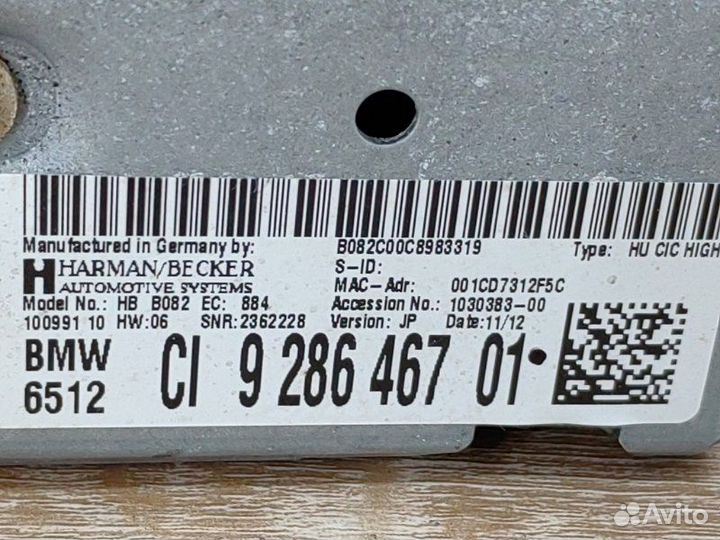 Manufactured in Germany by:
B082C00C8983319
Type: HU CIC HIGH
HARMAN/BECKER
AUTOMOTIVE SYSTEMS
S-ID:
MAC-Adr: 001CD7312F5C
Model No.: HB B082 EC: 884
Accession No.: 1030383-00
100991 10 HW:06 SNR:2362228 Version: JP Date:11/12
BMW
6512
CI 9 286 467 01
Avito